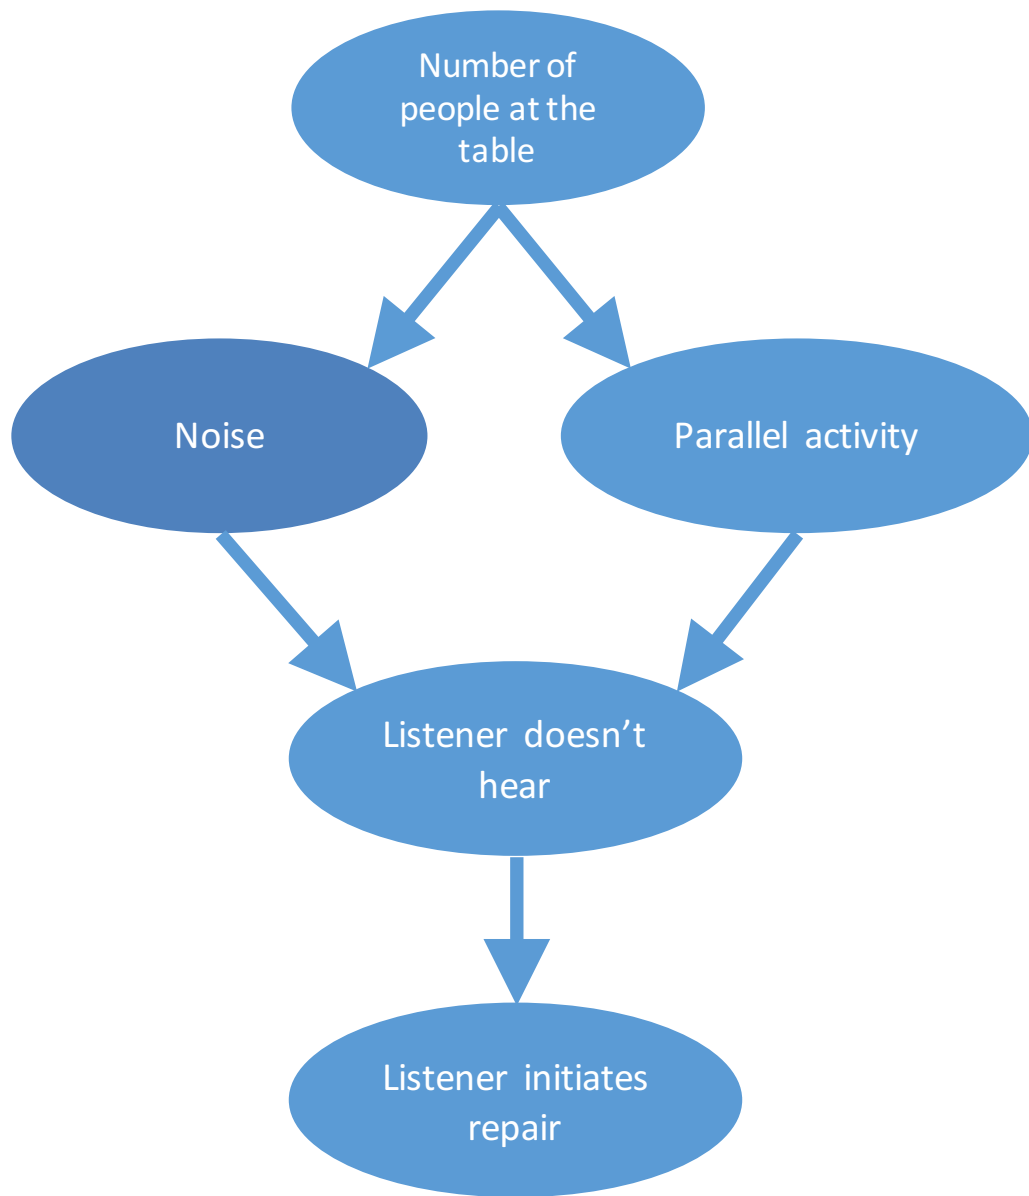 Number of
people at the
table
Noise
Parallel activity
Listener doesn’t
hear
Listener initiates
repair